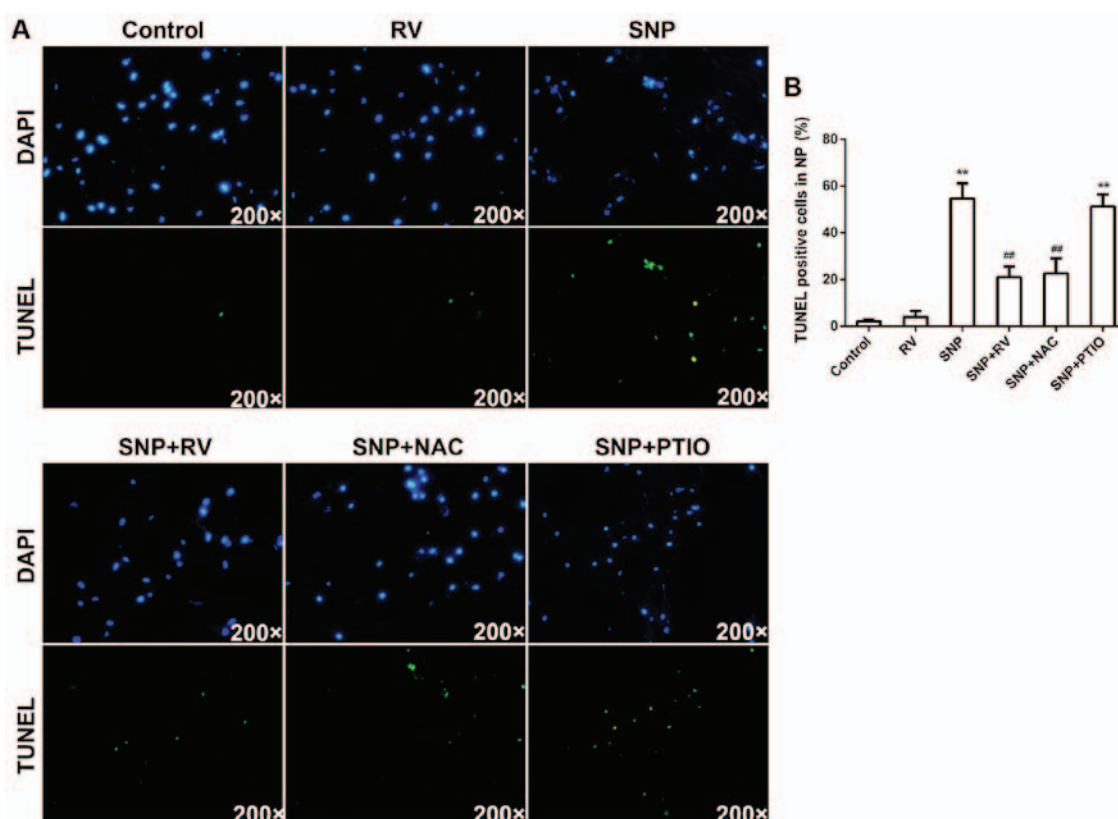 A
Control RV SNP
DAPI
200× 200× 200×
TUNEL
200× 200× 200×
SNP+RV SNP+NAC SNP+PTIO
DAPI
200× 200× 200×
TUNEL
200× 200× 200×
B
TUNEL positive cells in NP (%)
80
60
40
20
0
** ## ## **
Control RV SNP SNP+RV SNP+NAC SNP+PTIO